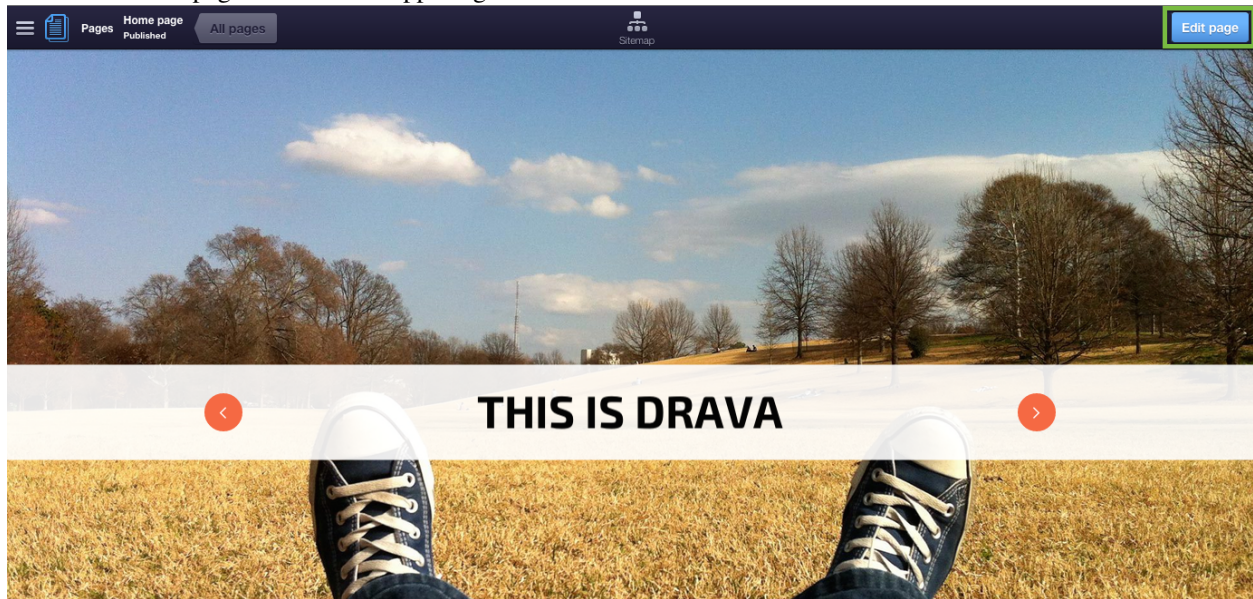 Pages
Home page
Published
All pages
Sitemap
Edit page
THIS IS DRAVA